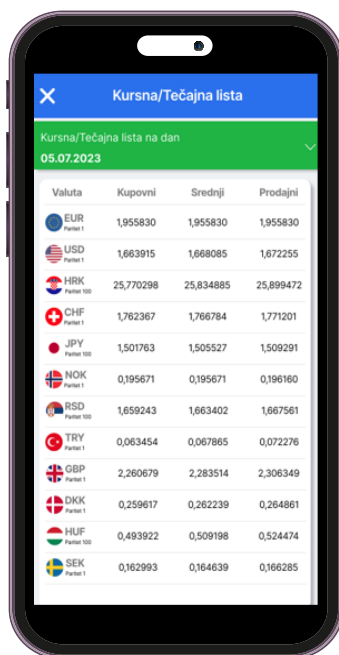 Kursna/Tečajna lista
Kursna/Tečajna lista na dan
05.07.2023
Valuta Kupovni Srednji Prodajni
EUR 1,955830 1,955830 1,955830
Paritet 1
USD 1,663915 1,668085 1,672255
Paritet 1
HRK 25,770298 25,834885 25,899472
Paritet 100
CHF 1,762367 1,766784 1,771201
Paritet 1
JPY 1,501763 1,505527 1,509291
Paritet 100
NOK 0,195671 0,195671 0,196160
Paritet 1
RSD 1,659243 1,663402 1,667561
Paritet 100
TRY 0,063454 0,067865 0,072276
Paritet 1
GBP 2,260679 2,283514 2,306349
Paritet 1
DKK 0,259617 0,262239 0,264861
Paritet 1
HUF 0,493922 0,509198 0,524474
Paritet 100
SEK 0,162993 0,164639 0,166285
Paritet 1